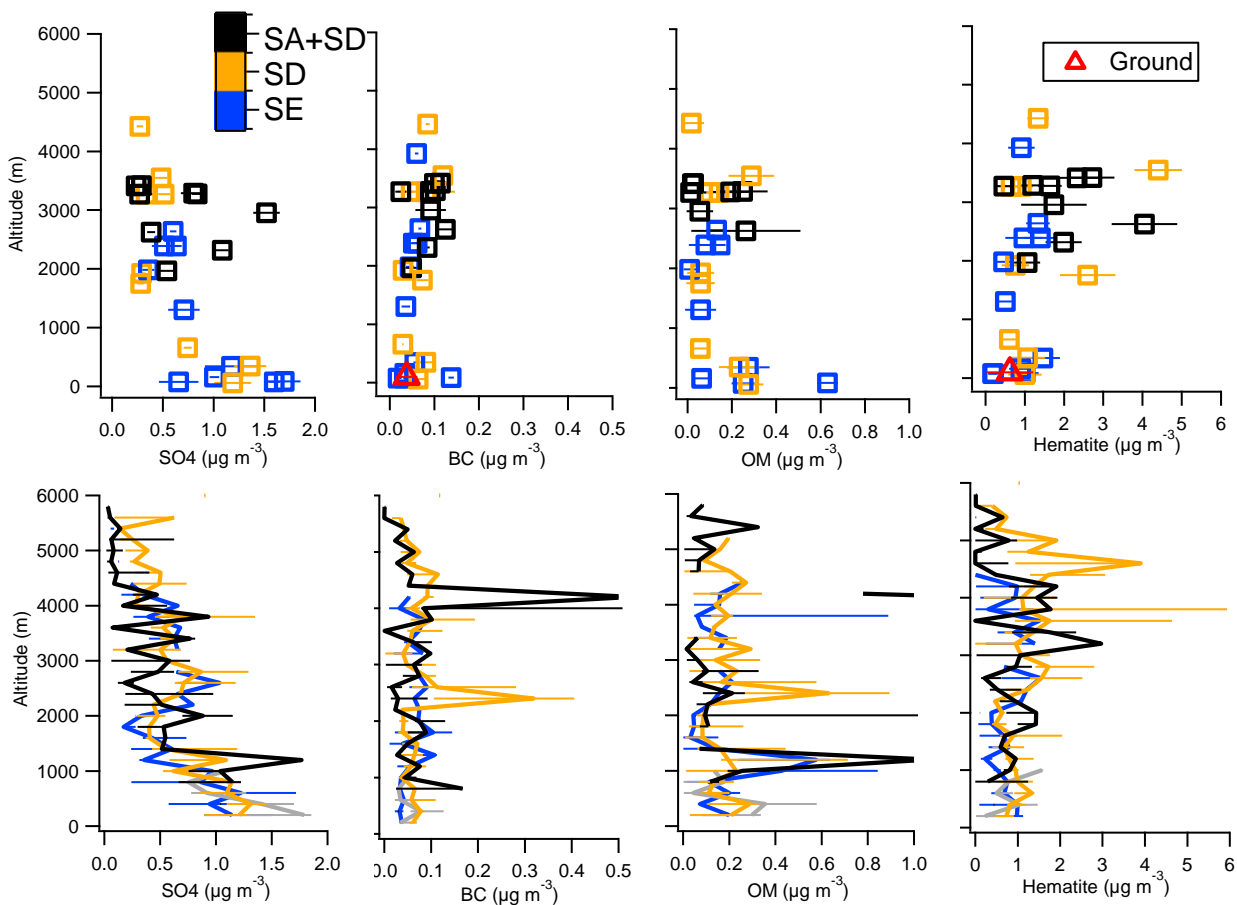 6000
5000
4000
3000
2000
1000
0
Altitude (m)
SA+SD
SD
SE
Ground
0.0 0.5 1.0 1.5 2.0
SO4 (µg m⁻³)
0.0 0.1 0.2 0.3 0.4 0.5
BC (µg m⁻³)
0.0 0.2 0.4 0.6 0.8 1.0
OM (µg m⁻³)
0 1 2 3 4 5 6
Hematite (µg m⁻³)
6000
5000
4000
3000
2000
1000
0
Altitude (m)
0.0 0.5 1.0 1.5 2.0
SO4 (µg m⁻³)
0.0 0.1 0.2 0.3 0.4 0.5
BC (µg m⁻³)
0.0 0.2 0.4 0.6 0.8 1.0
OM (µg m⁻³)
0 1 2 3 4 5 6
Hematite (µg m⁻³)